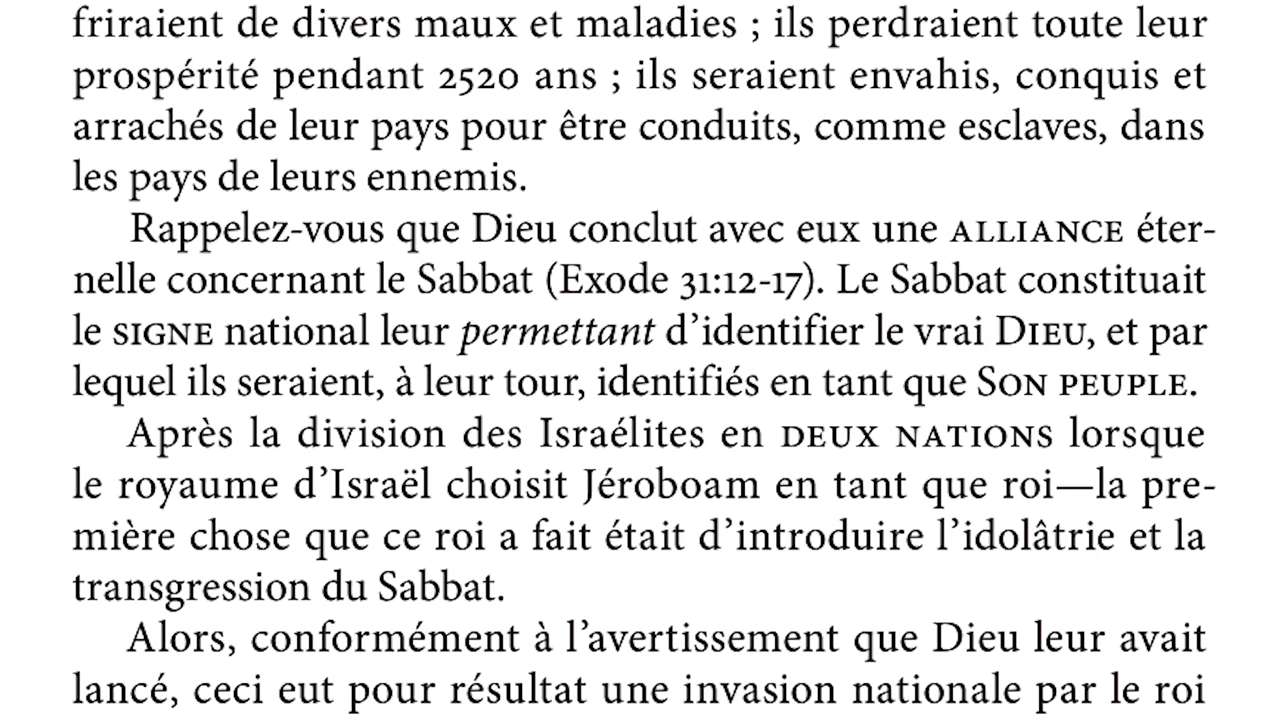 friraient de divers maux et maladies ; ils perdraient toute leur
prospérité pendant 2520 ans ; ils seraient envahis, conquis et
arrachés de leur pays pour être conduits, comme esclaves, dans
les pays de leurs ennemis.
Rappelez-vous que Dieu conclut avec eux une ALLIANCE éter-
nelle concernant le Sabbat (Exode 31:12-17). Le Sabbat constituait
le SIGNE national leur permettant d’identifier le vrai DIEU, et par
lequel ils seraient, à leur tour, identifiés en tant que SON PEUPLE.
Après la division des Israélites en DEUX NATIONS lorsque
le royaume d’Israël choisit Jéroboam en tant que roi—la pre-
mière chose que ce roi a fait était d’introduire l’idolâtrie et la
transgression du Sabbat.
Alors, conformément à l’avertissement que Dieu leur avait
lancé, ceci eut pour résultat une invasion nationale par le roi